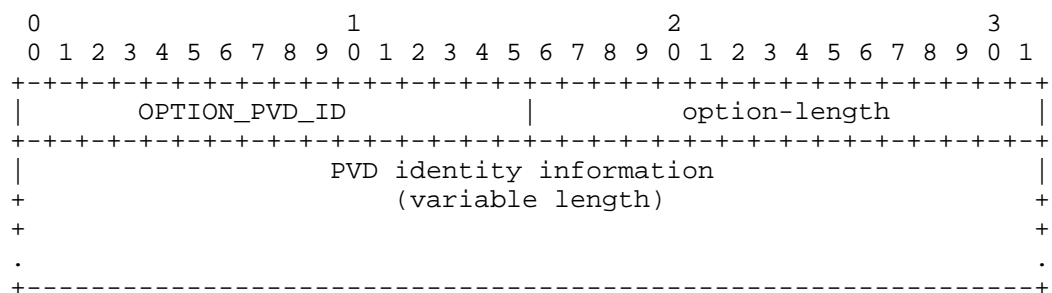 0                   1                   2                   3
 0 1 2 3 4 5 6 7 8 9 0 1 2 3 4 5 6 7 8 9 0 1 2 3 4 5 6 7 8 9 0 1
+-+-+-+-+-+-+-+-+-+-+-+-+-+-+-+-+-+-+-+-+-+-+-+-+-+-+-+-+-+-+-+-+
|       OPTION_PVD_ID           |         option-length         |
+-+-+-+-+-+-+-+-+-+-+-+-+-+-+-+-+-+-+-+-+-+-+-+-+-+-+-+-+-+-+-+-+
|                   PVD identity information                    |
+                       (variable length)                       +
+                                                               +
.                                                               .
+---------------------------------------------------------------+